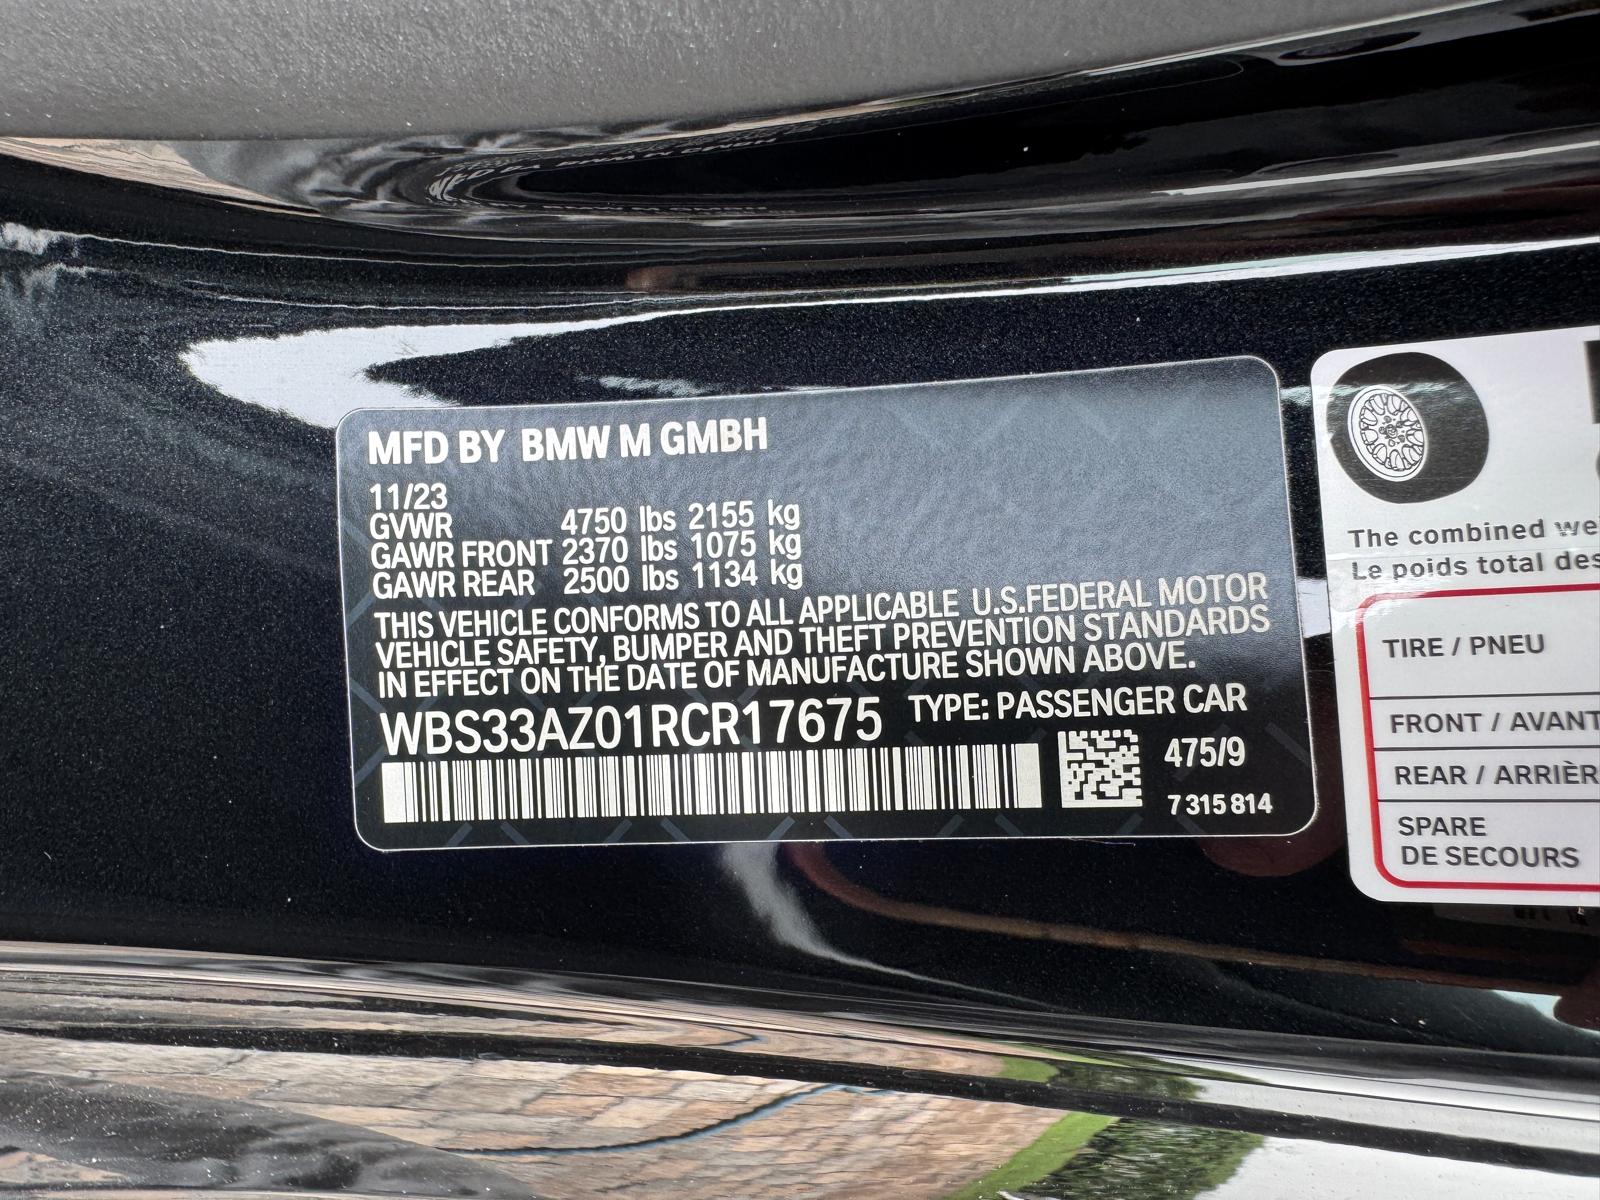 MFD BY BMW M GMBH
11/23
GVWR 4750 lbs 2155 kg
GAWR FRONT 2370 lbs 1075 kg
GAWR REAR 2500 lbs 1134 kg
THIS VEHICLE CONFORMS TO ALL APPLICABLE U.S.FEDERAL MOTOR
VEHICLE SAFETY, BUMPER AND THEFT PREVENTION STANDARDS
IN EFFECT ON THE DATE OF MANUFACTURE SHOWN ABOVE.
WBS33AZ01RCR17675 TYPE: PASSENGER CAR
475/9
7 315 814
The combined
Le poids total
TIRE / PNEU
FRONT / AVANT
REAR / ARRIÈR
SPARE
DE SECOURS